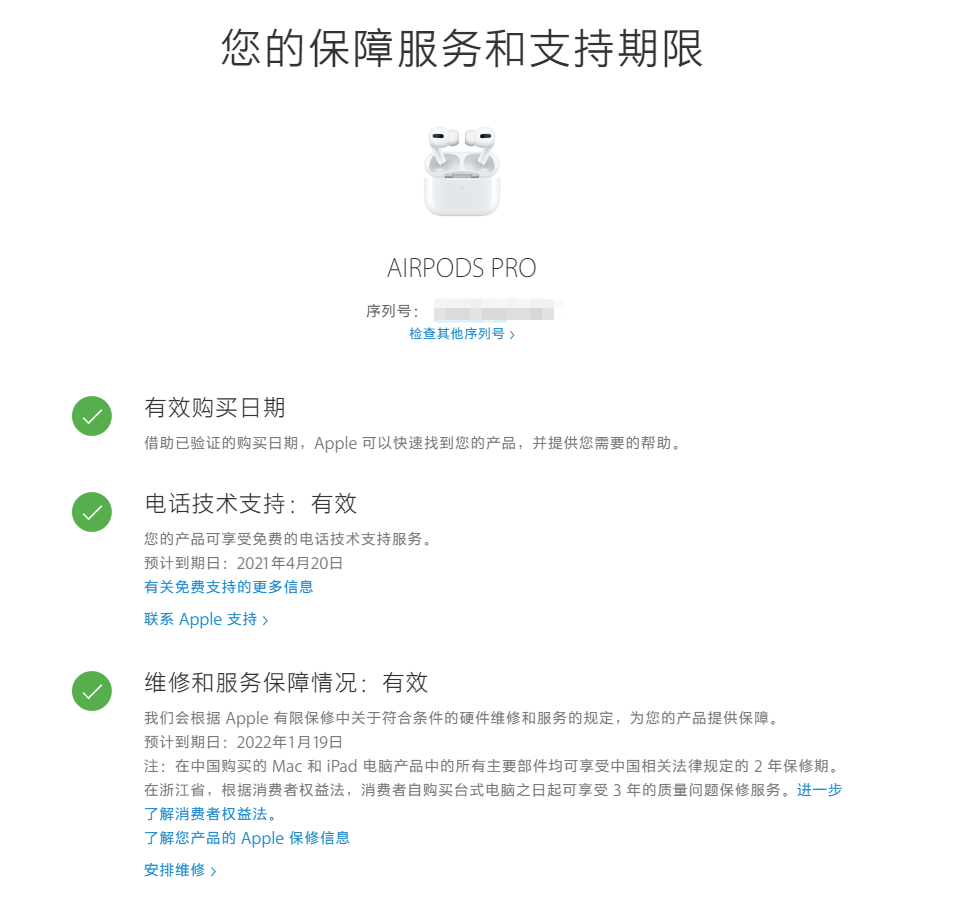 您的保障服务和支持期限
AIRPODS PRO
序列号：
检查其他序列号 ›
有效购买日期
借助已验证的购买日期，Apple 可以快速找到您的产品，并提供您需要的帮助。
电话技术支持：有效
您的产品可享受免费的电话技术支持服务。
预计到期日：2021年4月20日
有关免费支持的更多信息
联系 Apple 支持 ›
维修和服务保障情况：有效
我们会根据 Apple 有限保修中关于符合条件的硬件维修和服务的规定，为您的产品提供保障。
预计到期日：2022年1月19日
注：在中国购买的 Mac 和 iPad 电脑产品中的所有主要部件均可享受中国相关法律规定的 2 年保修期。
在浙江省，根据消费者权益法，消费者自购买台式电脑之日起可享受 3 年的质量问题保修服务。进一步
了解消费者权益法。
了解您产品的 Apple 保修信息
安排维修 ›